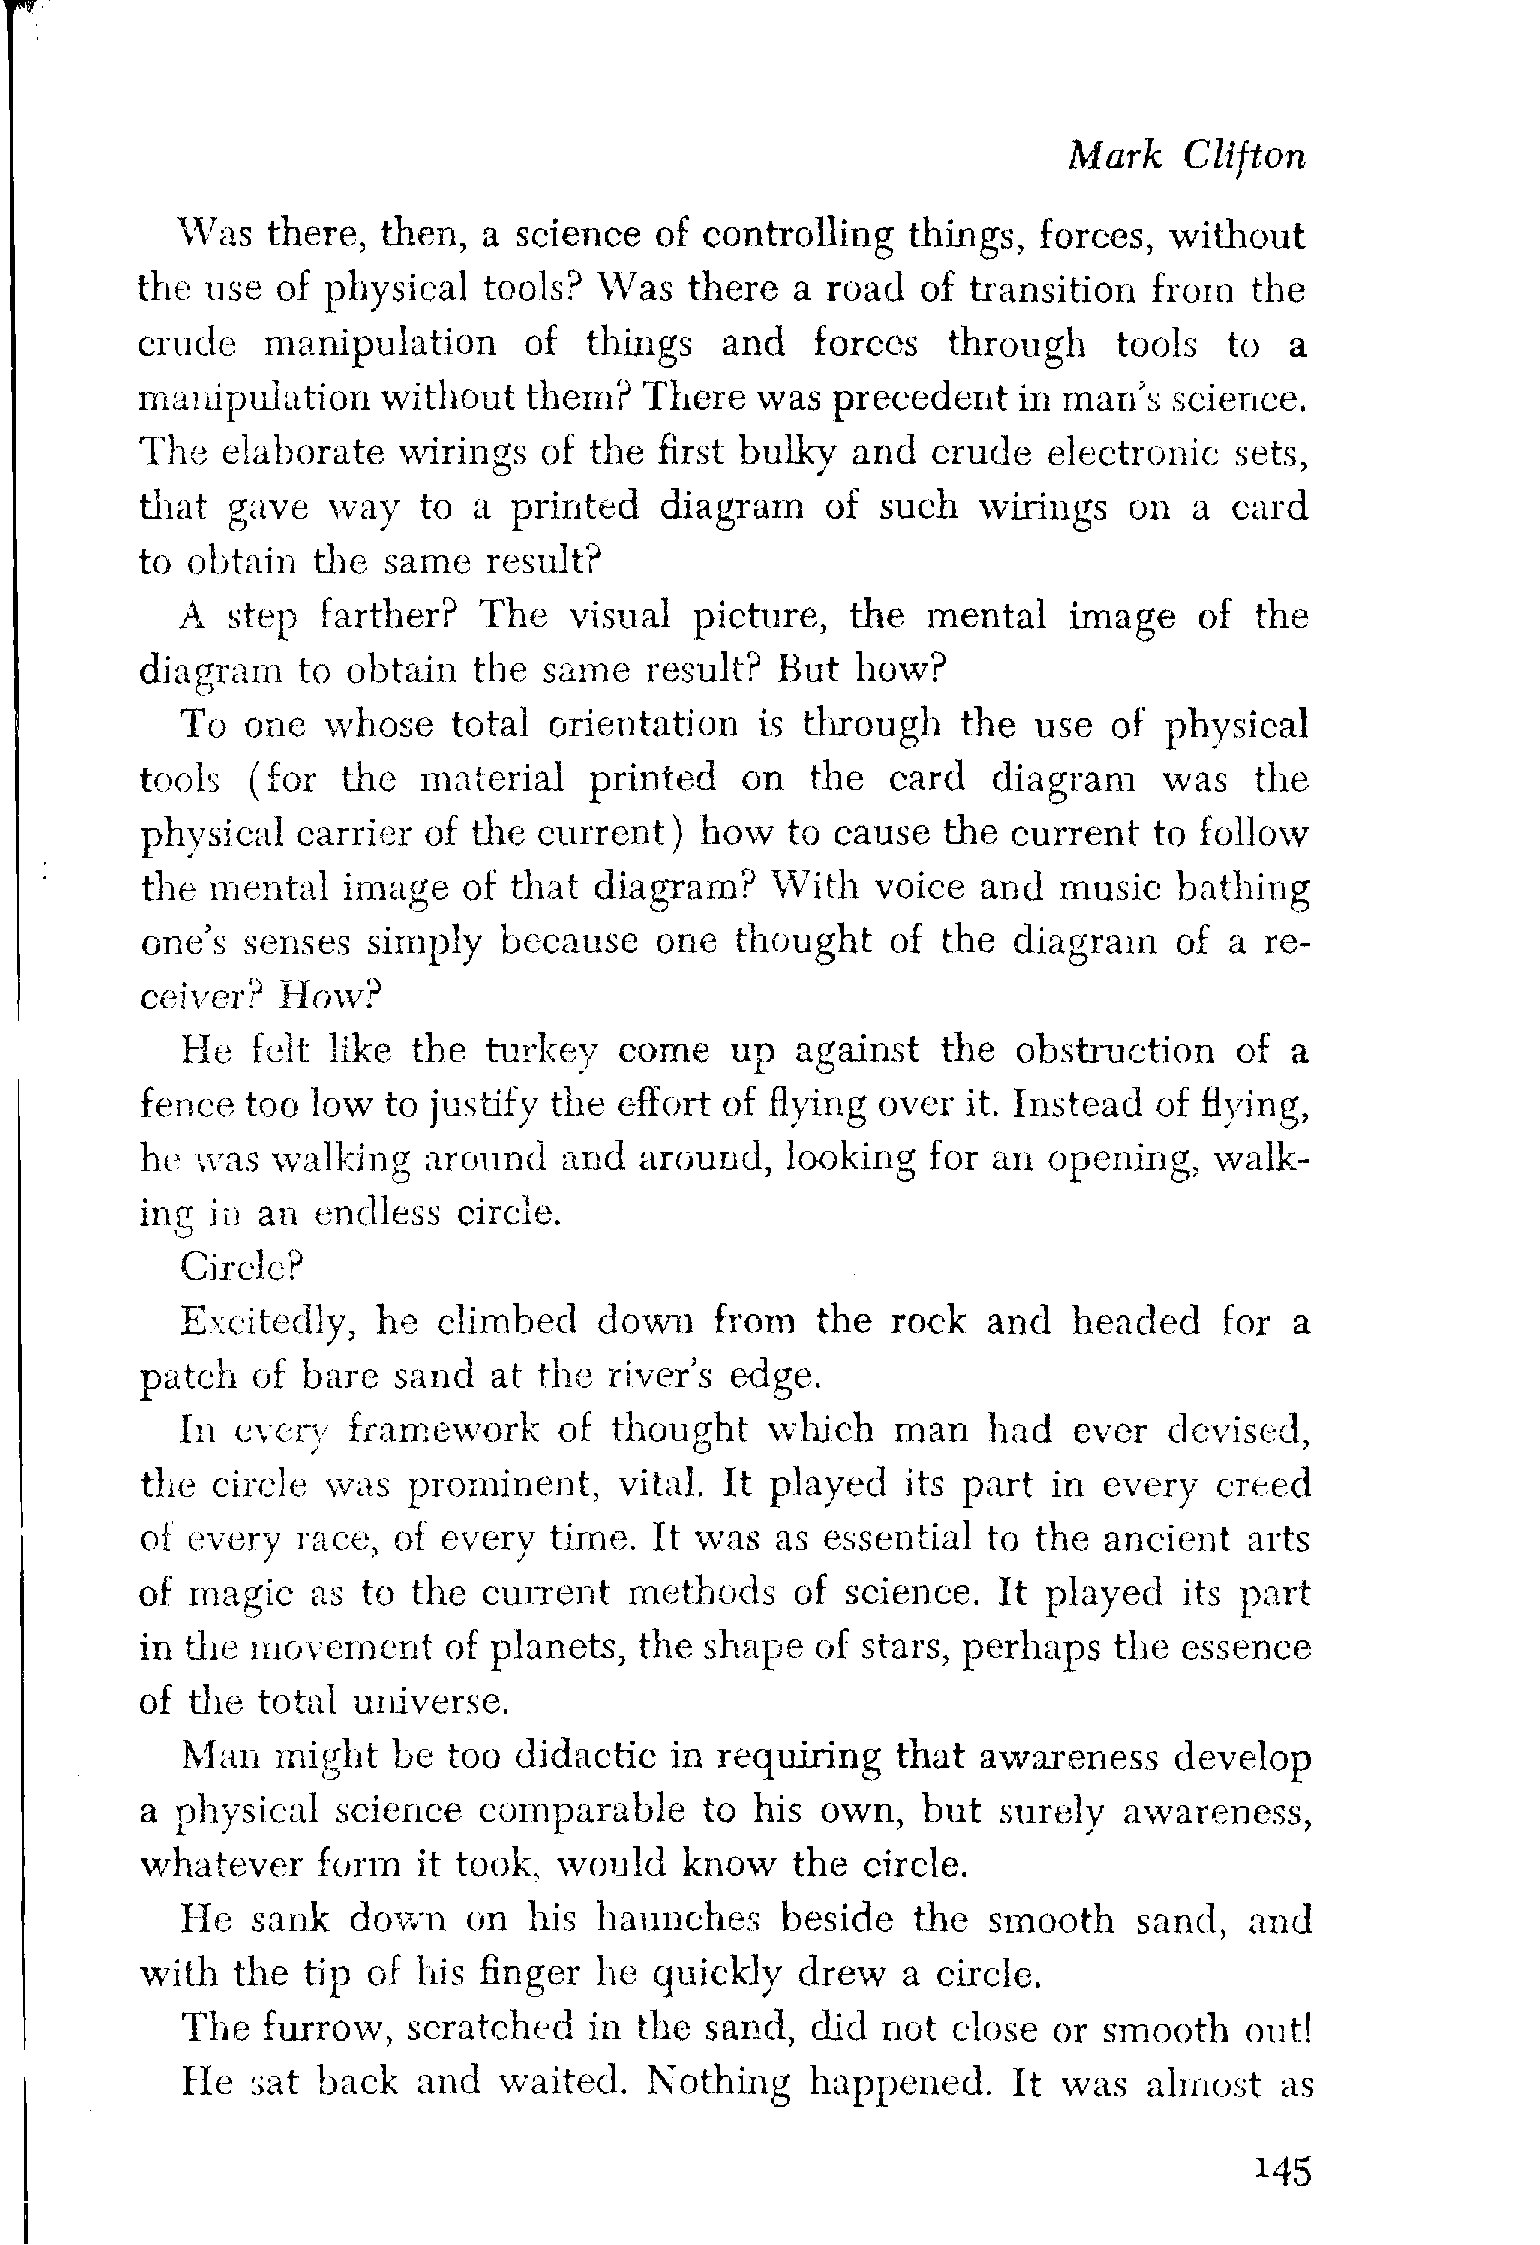 Mark Clifton
Was there, then, a science of controlling things, forces, without
the use of physical tools? Was there a road of transition from the
crude manipulation of things and forces through tools to a
manipulation without them? There was precedent in man's science.
The elaborate wirings of the first bulky and crude electronic sets,
that gave way to a printed diagram of such wirings on a card
to obtain the same result?
A step farther? The visual picture, the mental image of the
diagram to obtain the same result? But how?
To one whose total orientation is through the use of physical
tools (for the material printed on the card diagram was the
physical carrier of the current) how to cause the current to follow
the mental image of that diagram? With voice and music bathing
one's senses simply because one thought of the diagram of a re-
ceiver? How?
He felt like the turkey come up against the obstruction of a
fence too low to justify the effort of flying over it. Instead of flying,
he was walking around and around, looking for an opening, walk-
ing in an endless circle.
Circle?
Excitedly, he climbed down from the rock and headed for a
patch of bare sand at the river's edge.
In every framework of thought which man had ever devised,
the circle was prominent, vital. It played its part in every creed
of every race, of every time. It was as essential to the ancient arts
of magic as to the current methods of science. It played its part
in the movement of planets, the shape of stars, perhaps the essence
of the total universe.
Man might be too didactic in requiring that awareness develop
a physical science comparable to his own, but surely awareness,
whatever form it took, would know the circle.
He sank down on his haunches beside the smooth sand, and
with the tip of his finger he quickly drew a circle.
The furrow, scratched in the sand, did not close or smooth out!
He sat back and waited. Nothing happened. It was almost as
145